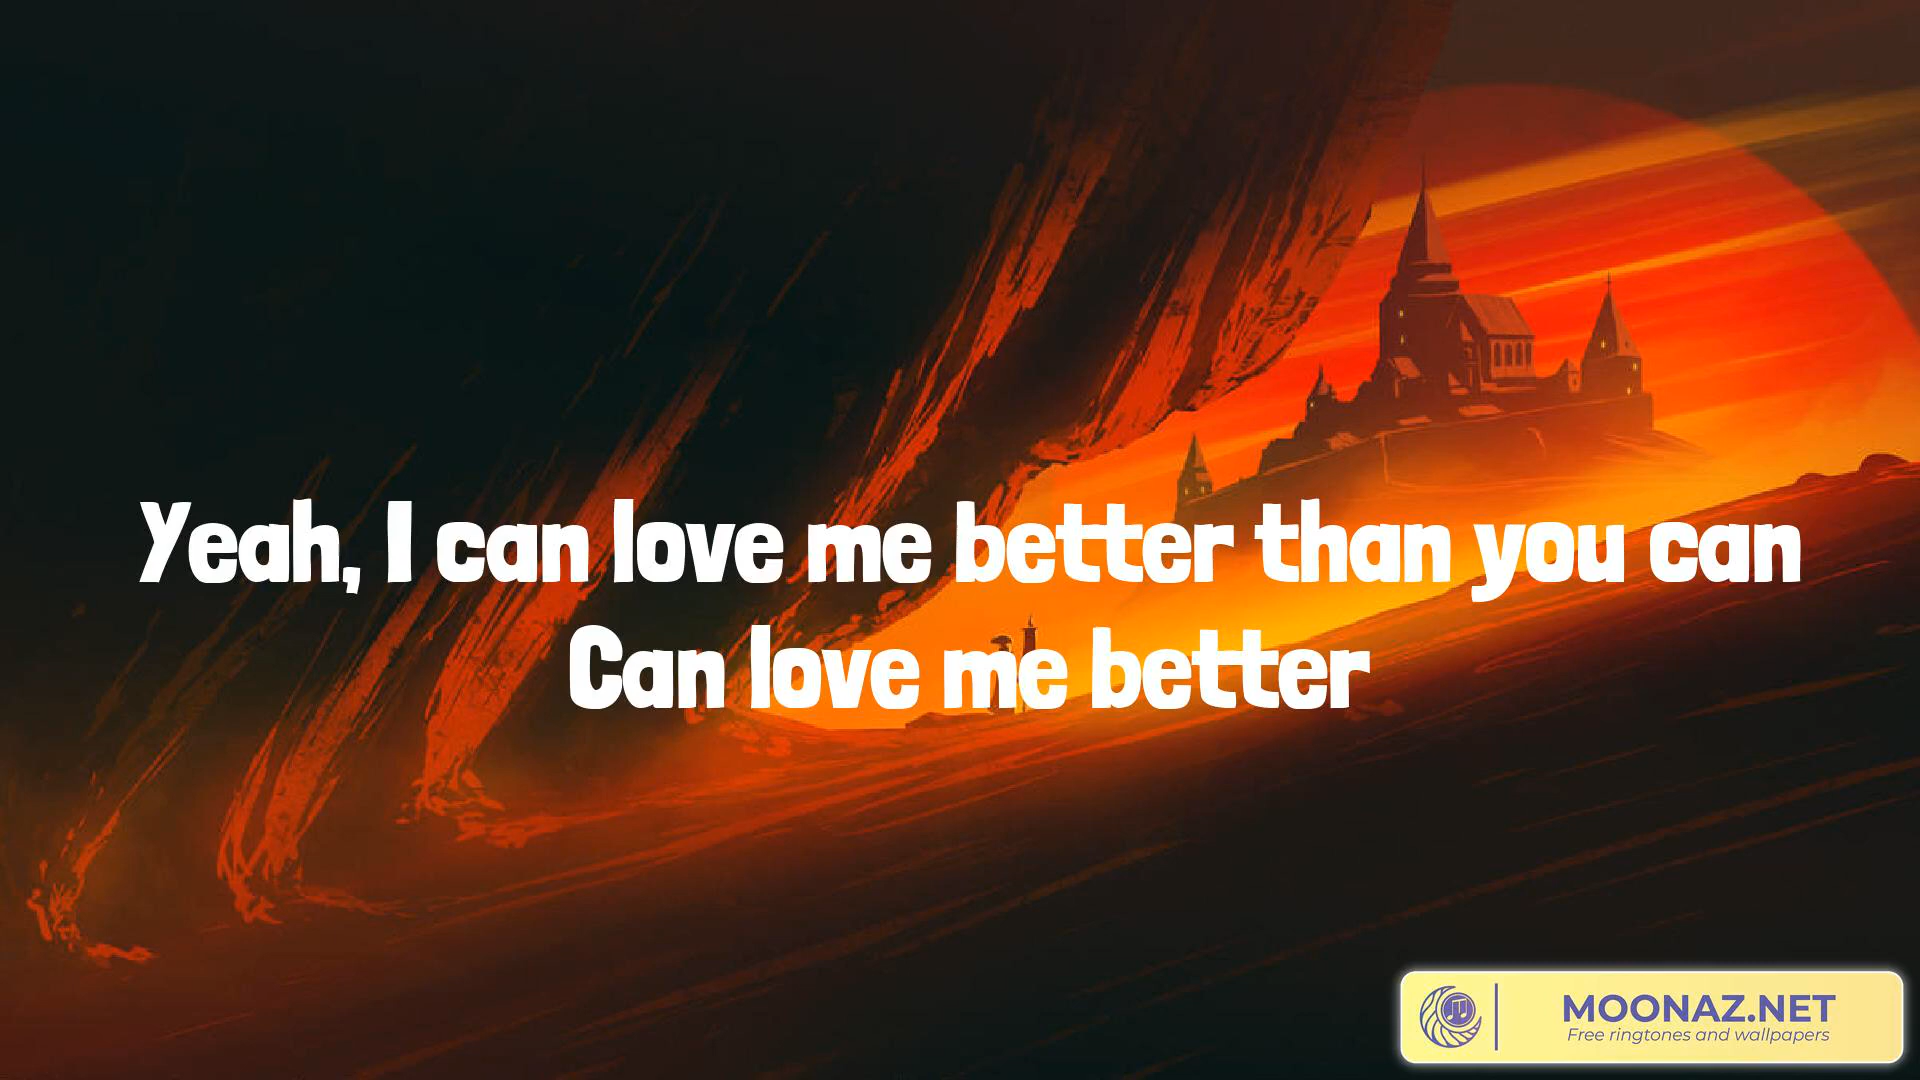 Yeah, I can love me better than you can
Can love me better
MOONAZ.NET
Free ringtones and wallpapers